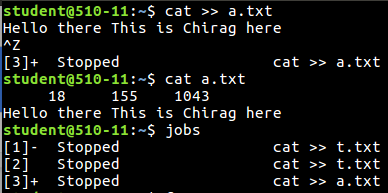 student@510-11:~$ cat >> a.txt
Hello there This is Chirag here
^Z
[3]+  Stopped                 cat >> a.txt
student@510-11:~$ cat a.txt
     18     155    1043
Hello there This is Chirag here
student@510-11:~$ jobs
[1]-  Stopped                 cat >> t.txt
[2]   Stopped                 cat >> t.txt
[3]+  Stopped                 cat >> a.txt